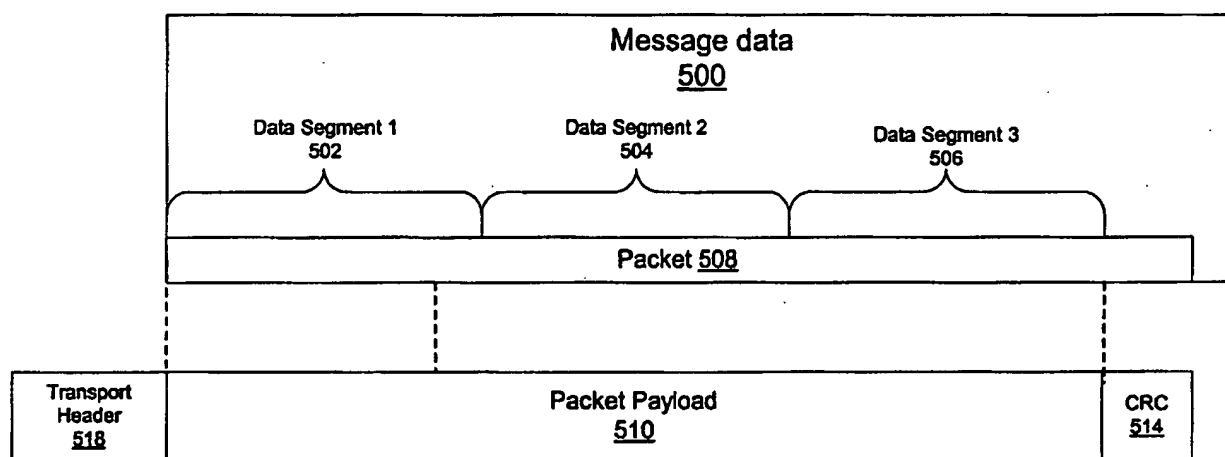 Message data
500
Data Segment 1
502
Data Segment 2
504
Data Segment 3
506
Packet 508
Transport
Header
518
Packet Payload
510
CRC
514